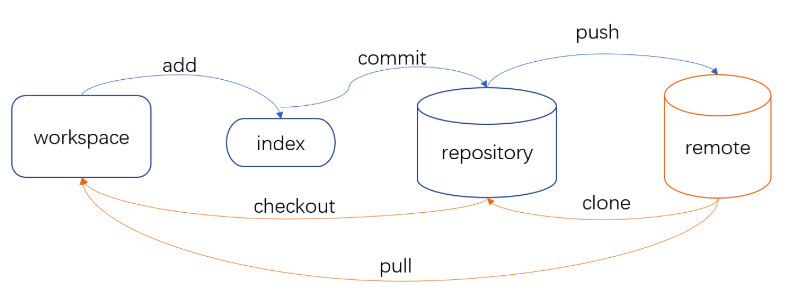 push
commit
add
workspace
index
repository
remote
checkout
clone
pull